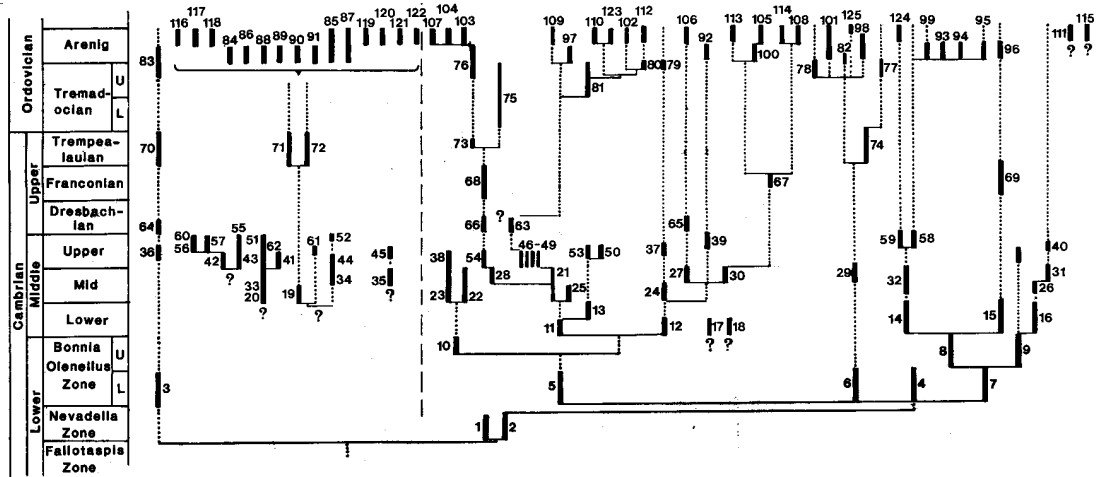 Ordovician
Cambrian
Upper
Middle
Lower
Arenig
Tremad-
ocian
U
L
Trempea-
lauian
Franconian
Dresbach-
ian
Upper
Mid
Lower
Bonnia
Olenellus
Zone
U
L
Nevadella
Zone
Fallotaspis
Zone
116 117 118 119 120 121 122
84 86 88 89 90 91 85 87
107 104 103
109 97 110 123 102 112
106 92 113 105 100 114 108
101 125 82 98 124 99 93 94 95
96 111 ? 115 ?
83 76 75 81 80 79 78 77
70 71 72 73 74
68 67 69
64 66 ? 63 65
60 56 57 55 51 62 61 52
36 42 43 41 44 45
54 46 -49 53 50 37 39 59 58 40
? 33 20 ? 19 ? 34 35 ?
38 23 22 28 21 25 24 27 30 29 32 31 26
11 13 12 17 ? 18 ? 14 15 16
10 8 9
3 5 6 4 7
1 2